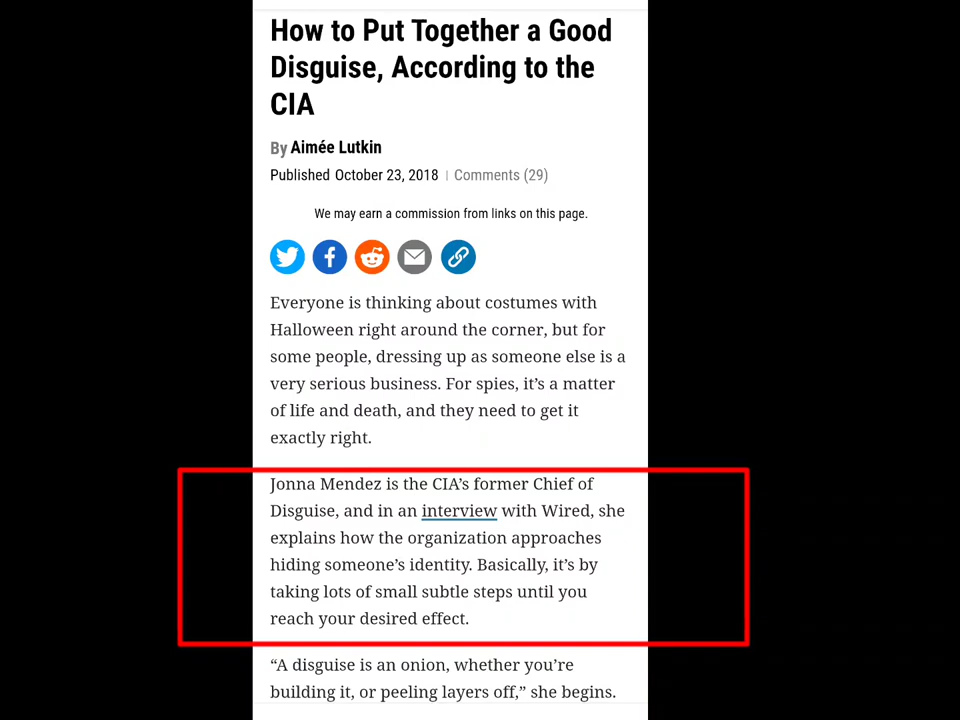 How to Put Together a Good
Disguise, According to the
CIA
By Aimée Lutkin
Published October 23, 2018 | Comments (29)
We may earn a commission from links on this page.
Everyone is thinking about costumes with
Halloween right around the corner, but for
some people, dressing up as someone else is a
very serious business. For spies, it’s a matter
of life and death, and they need to get it
exactly right.
Jonna Mendez is the CIA’s former Chief of
Disguise, and in an interview with Wired, she
explains how the organization approaches
hiding someone’s identity. Basically, it’s by
taking lots of small subtle steps until you
reach your desired effect.
“A disguise is an onion, whether you’re
building it, or peeling layers off,” she begins.